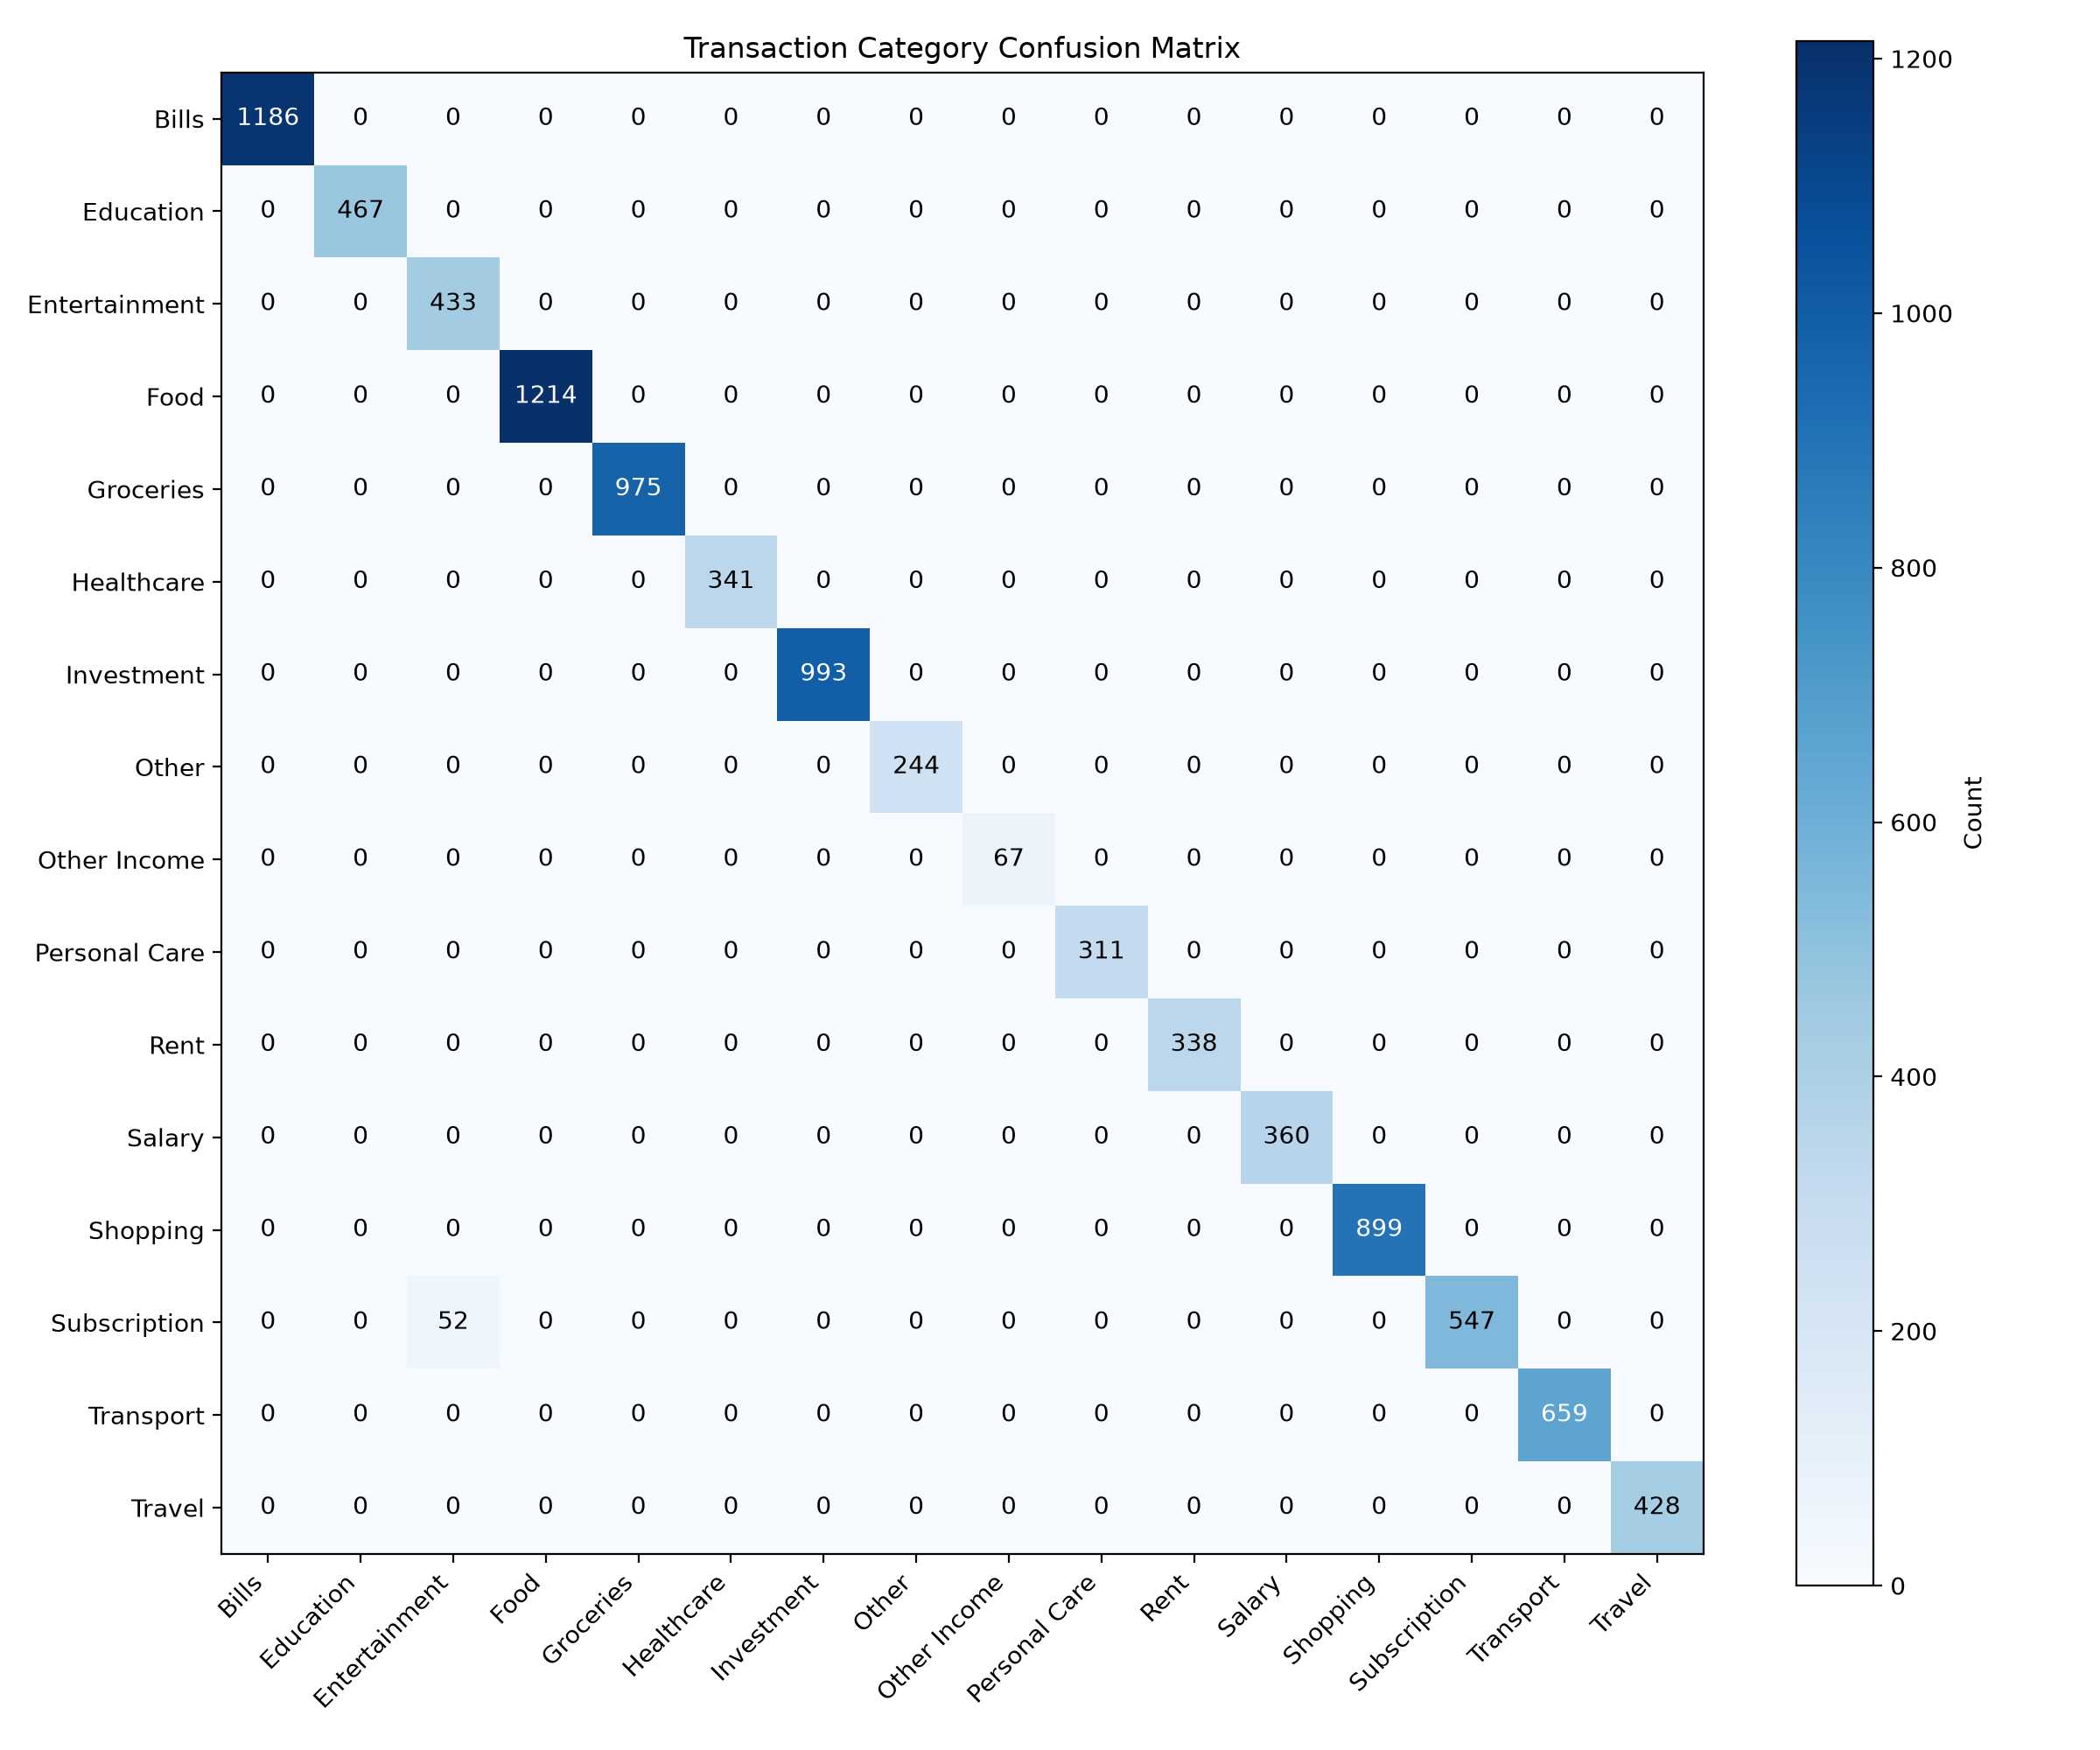 Transaction Category Confusion Matrix
Bills 1186 0 0 0 0 0 0 0 0 0 0 0 0 0 0 0
Education 0 467 0 0 0 0 0 0 0 0 0 0 0 0 0 0
Entertainment 0 0 433 0 0 0 0 0 0 0 0 0 0 0 0 0
Food 0 0 0 1214 0 0 0 0 0 0 0 0 0 0 0 0
Groceries 0 0 0 0 975 0 0 0 0 0 0 0 0 0 0 0
Healthcare 0 0 0 0 0 341 0 0 0 0 0 0 0 0 0 0
Investment 0 0 0 0 0 0 993 0 0 0 0 0 0 0 0 0
Other 0 0 0 0 0 0 0 244 0 0 0 0 0 0 0 0
Other Income 0 0 0 0 0 0 0 0 67 0 0 0 0 0 0 0
Personal Care 0 0 0 0 0 0 0 0 0 311 0 0 0 0 0 0
Rent 0 0 0 0 0 0 0 0 0 0 338 0 0 0 0 0
Salary 0 0 0 0 0 0 0 0 0 0 0 360 0 0 0 0
Shopping 0 0 0 0 0 0 0 0 0 0 0 0 899 0 0 0
Subscription 0 0 52 0 0 0 0 0 0 0 0 0 0 547 0 0
Transport 0 0 0 0 0 0 0 0 0 0 0 0 0 0 659 0
Travel 0 0 0 0 0 0 0 0 0 0 0 0 0 0 0 428
Bills Education Entertainment Food Groceries Healthcare Investment Other Other Income Personal Care Rent Salary Shopping Subscription Transport Travel
1200
1000
800
600
400
200
0
Count